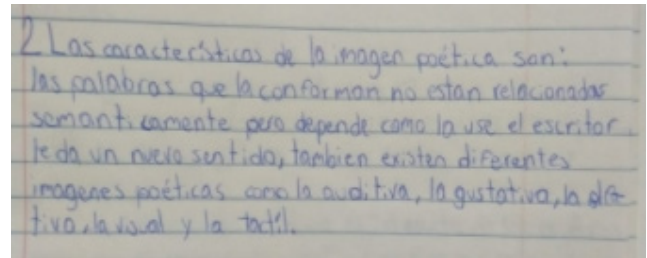 2 Las características de la imagen poética son:
las palabras que la conforman no estan relacionadas
semanticamente pero depende como la use el escritor
le da un nuevo sentido, tambien existen diferentes
imagenes poéticas como la auditiva, la gustativa, la olfa
tiva, la visual y la tactil.